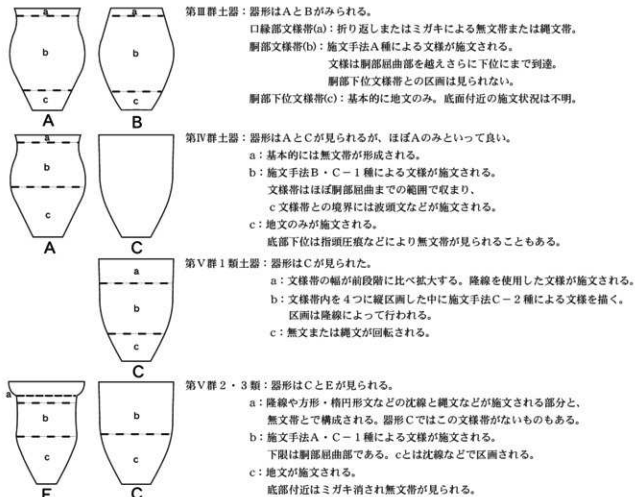 第Ⅲ群土器：器形はAとBがみられる。
口縁部文様帯(a)：折り返しまたはミガキによる無文帯または縄文帯。
胴部文様帯(b)：施文手法A種による文様が施文される。
文様は胴部屈曲部を越えさらに下位にまで到達。
胴部下位文様帯との区画は見られない。
胴部下位文様帯(c)：基本的に地文のみ。底面付近の施文状況は不明。
a
b
c
A
b
c
B
第Ⅳ群土器：器形はAとCが見られるが、ほぼAのみといって良い。
a：基本的には無文帯が形成される。
b：施文手法B・C－1種による文様が施文される。
文様帯はほぼ胴部屈曲までの範囲で収まり、
c文様帯との境界には波頭文などが施文される。
c：地文のみが施文される。
底部下位は指頭圧痕などにより無文帯が見られることもある。
a
b
c
A
C
第Ⅴ群1類土器：器形はCが見られた。
a：文様帯の幅が前段階に比べ拡大する。隆線を使用した文様が施文される。
b：文様帯内を4つに縦区画した中に施文手法C－2種による文様を描く。
区画は隆線によって行われる。
c：無文または縄文が回転される。
a
b
c
C
第Ⅴ群2・3類：器形はCとEが見られる。
a：隆線や方形・楕円形文などの沈線と縄文などが施文される部分と、
無文帯とで構成される。器形Cではこの文様帯がないものもある。
b：施文手法A・C－1種による文様が施文される。
下限は胴部屈曲部である。cとは沈線などで区画される。
c：地文が施文される。
底部付近はミガキ消され無文帯が見られる。
a
b
c
E
b
c
C